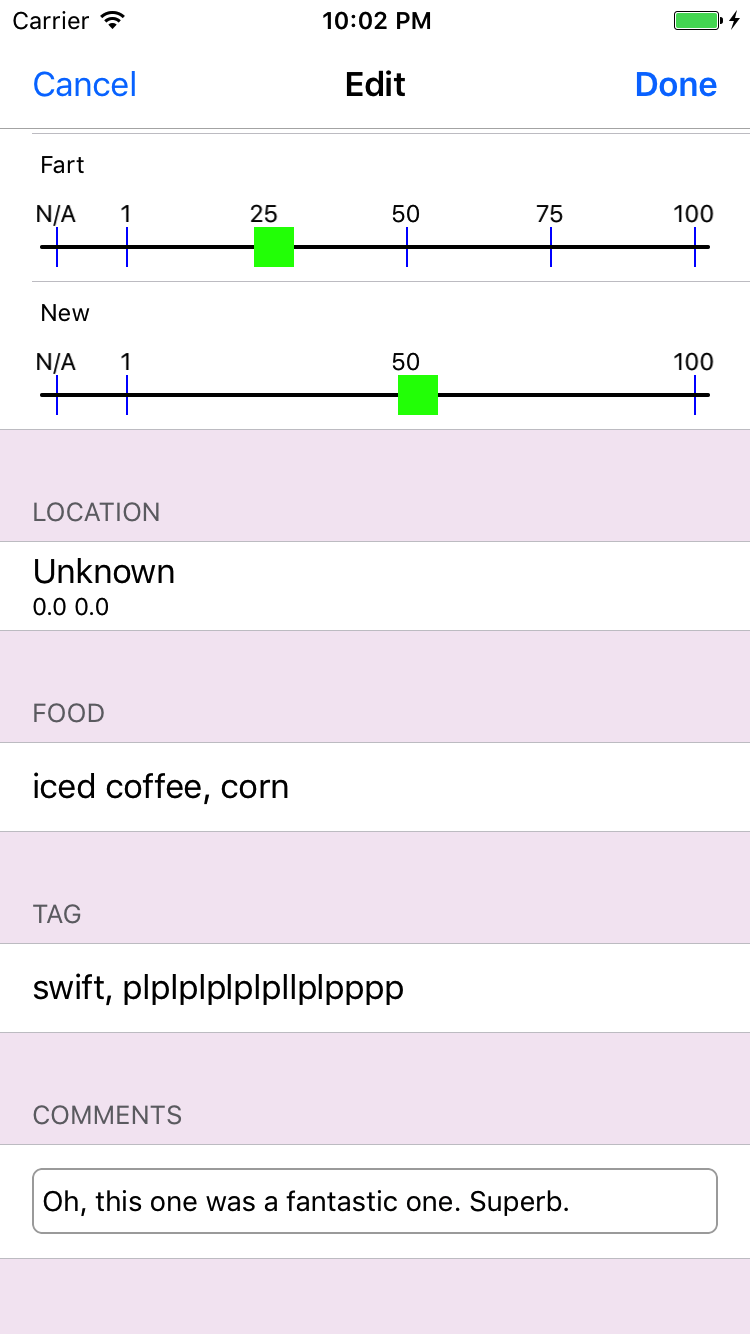 Carrier 10:02 PM
Cancel Edit Done
Fart
N/A 1 25 50 75 100
New
N/A 1 50 100
LOCATION
Unknown
0.0 0.0
FOOD
iced coffee, corn
TAG
swift, plplplplplpllplpppp
COMMENTS
Oh, this one was a fantastic one. Superb.